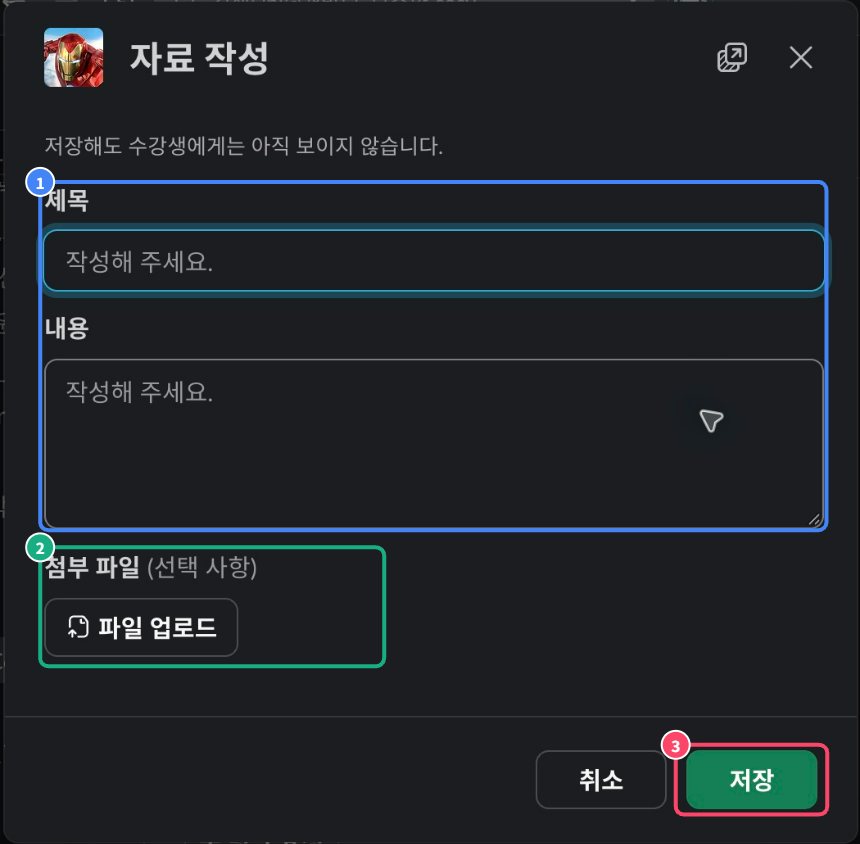 자료 작성
저장해도 수강생에게는 아직 보이지 않습니다.
1
제목
작성해 주세요.
내용
작성해 주세요.
2
첨부 파일 (선택 사항)
파일 업로드
취소
3
저장